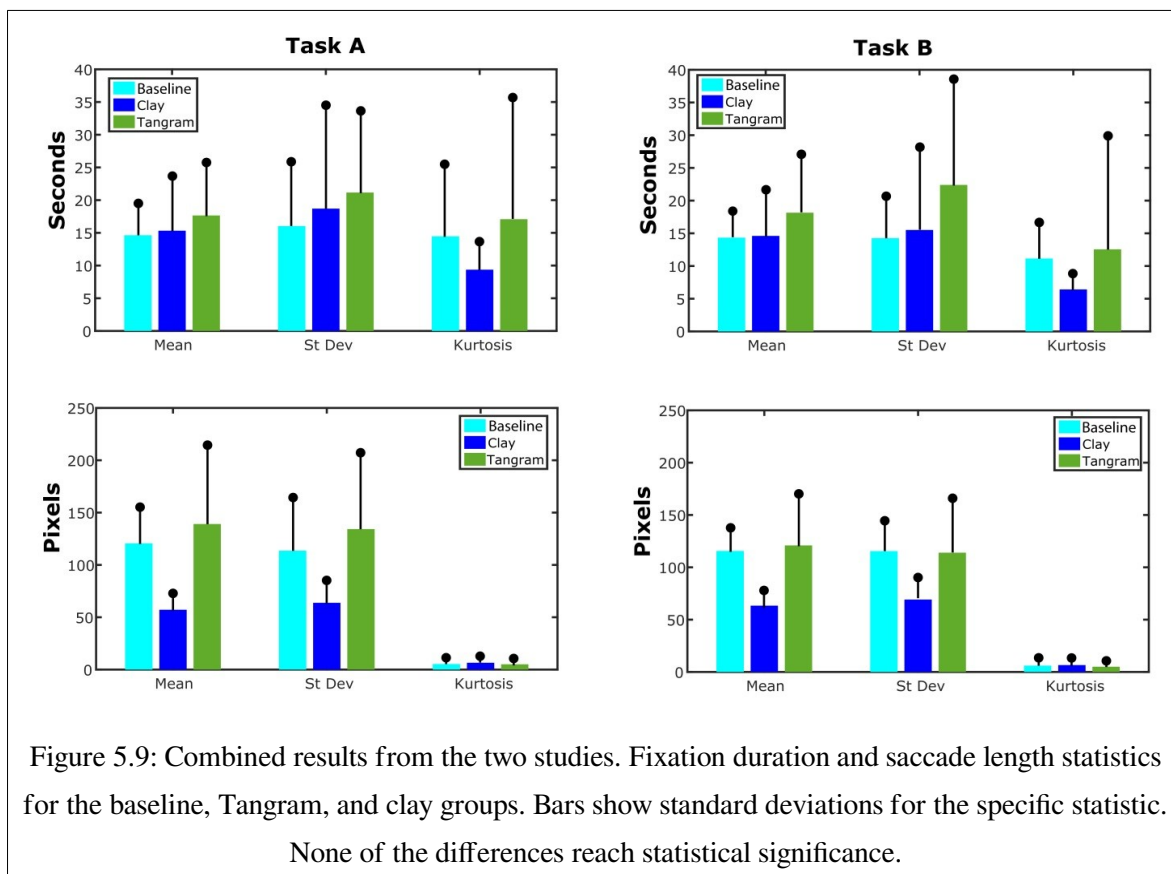 Task A
Task B
Seconds
40
35
30
25
20
15
10
5
0
Baseline
Clay
Tangram
Mean
St Dev
Kurtosis
Seconds
40
35
30
25
20
15
10
5
0
Baseline
Clay
Tangram
Mean
St Dev
Kurtosis
Pixels
250
200
150
100
50
0
Baseline
Clay
Tangram
Mean
St Dev
Kurtosis
Pixels
250
200
150
100
50
0
Baseline
Clay
Tangram
Mean
St Dev
Kurtosis
Figure 5.9: Combined results from the two studies. Fixation duration and saccade length statistics
for the baseline, Tangram, and clay groups. Bars show standard deviations for the specific statistic.
None of the differences reach statistical significance.